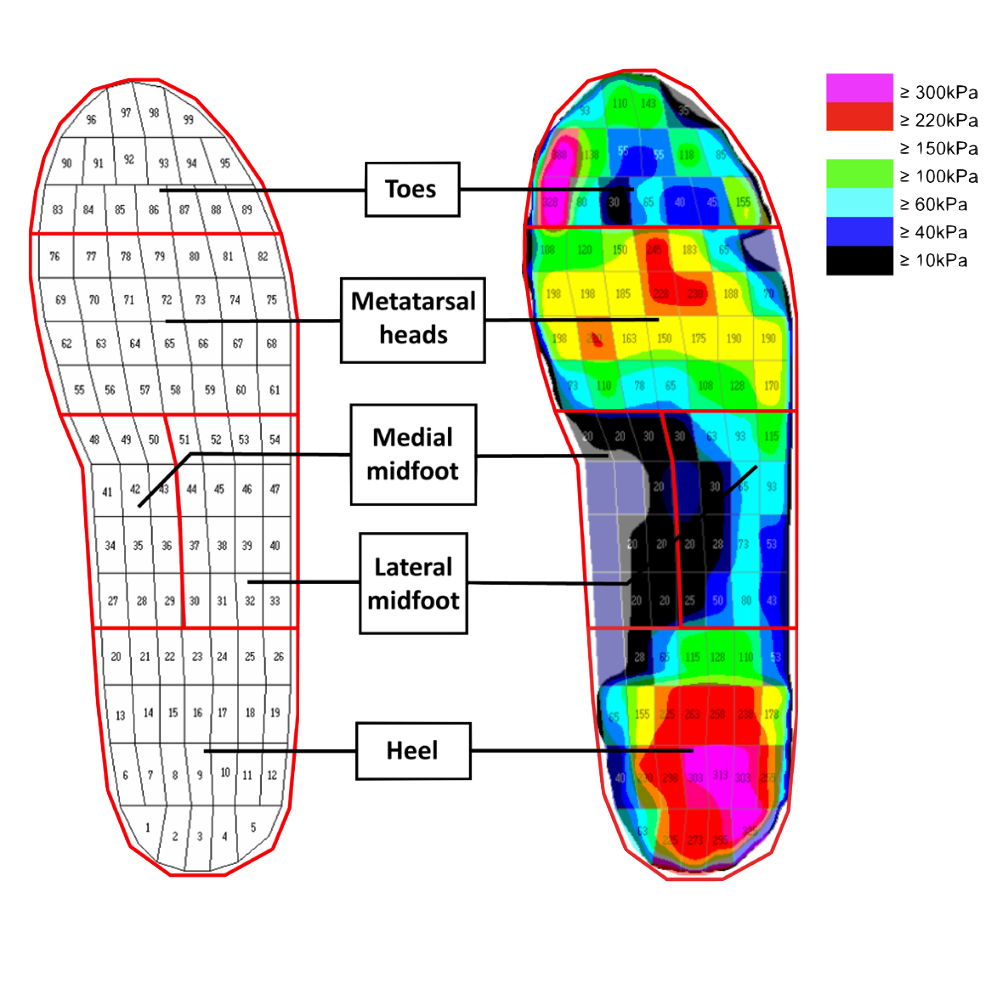 97 98
96 99
92
90 91 93 94 95
83 84 85 86 87 88 89
76 77 78 79 80 81 82
69 70 71 72 73 74 75
62 63 64 65 66 67 68
55 56 57 58 59 60 61
48 49 50 51 52 53 54
41 42 43 44 45 46 47
34 35 36 37 38 39 40
27 28 29 30 31 32 33
20 21 22 23 24 25 26
13 14 15 16 17 18 19
6 7 8 9 10 11 12
1 2 3 4 5
Toes
Metatarsal
heads
Medial
midfoot
Lateral
midfoot
Heel
93 110 143 35
138 55 55 118 85
328 80 30 65 40 45 155
108 120 150 245 183 65
198 198 185 228 230 188 70
198 163 150 175 190 190
73 110 78 65 108 128 170
20 20 30 30 63 93 115
20 30 65 93
20 20 20 28 73 53
20 20 25 50 80 43
28 65 115 128 110 53
65 155 225 263 258 238 178
40 298 303 313 303
63 273 295
≥ 300kPa
≥ 220kPa
≥ 150kPa
≥ 100kPa
≥ 60kPa
≥ 40kPa
≥ 10kPa